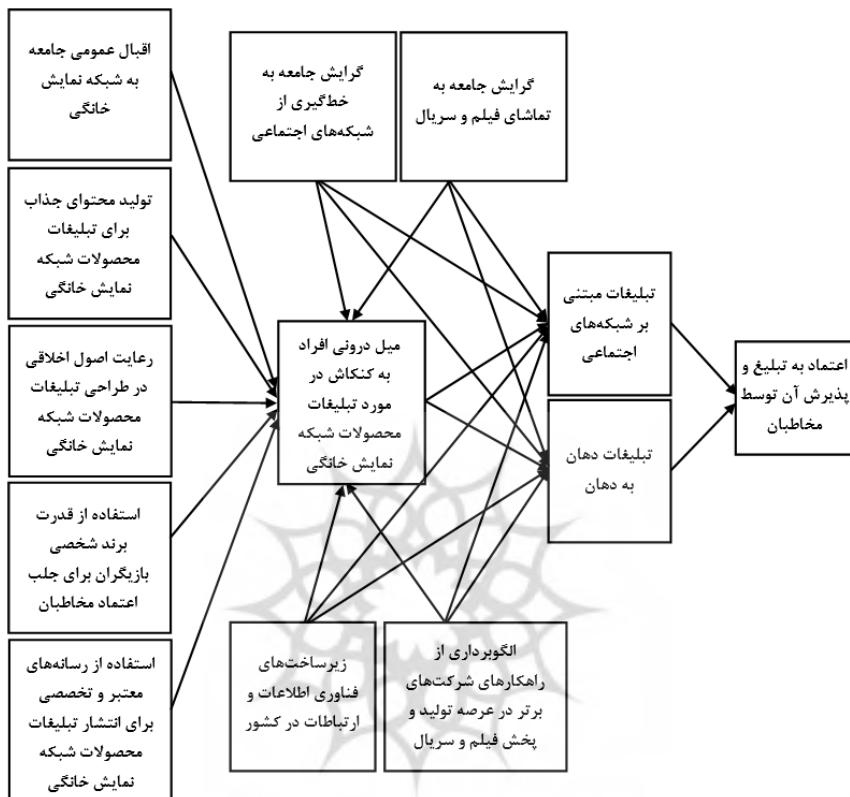 اقبال عمومی جامعه
به شبکه نمایش
خانگی
تولید محتوای جذاب
برای تبلیغات
محصولات شبکه
نمایش خانگی
رعایت اصول اخلاقی
در طراحی تبلیغات
محصولات شبکه
نمایش خانگی
استفاده از قدرت
برند شخصی
بازیگران برای جلب
اعتماد مخاطبان
استفاده از رسانه‌های
معتبر و تخصصی
برای انتشار تبلیغات
محصولات شبکه
نمایش خانگی
گرایش جامعه به
خط‌گیری از
شبکه‌های اجتماعی
گرایش جامعه به
تماشای فیلم و سریال
میل درونی افراد
به کنکاش در
مورد تبلیغات
محصولات شبکه
نمایش خانگی
زیرساخت‌های
فناوری اطلاعات و
ارتباطات در کشور
الگوبرداری از
راهکارهای شرکت‌های
برتر در عرصه تولید و
پخش فیلم و سریال
تبلیغات مبتنی
بر شبکه‌های
اجتماعی
تبلیغات دهان
به دهان
اعتماد به تبلیغ و
پذیرش آن توسط
مخاطبان